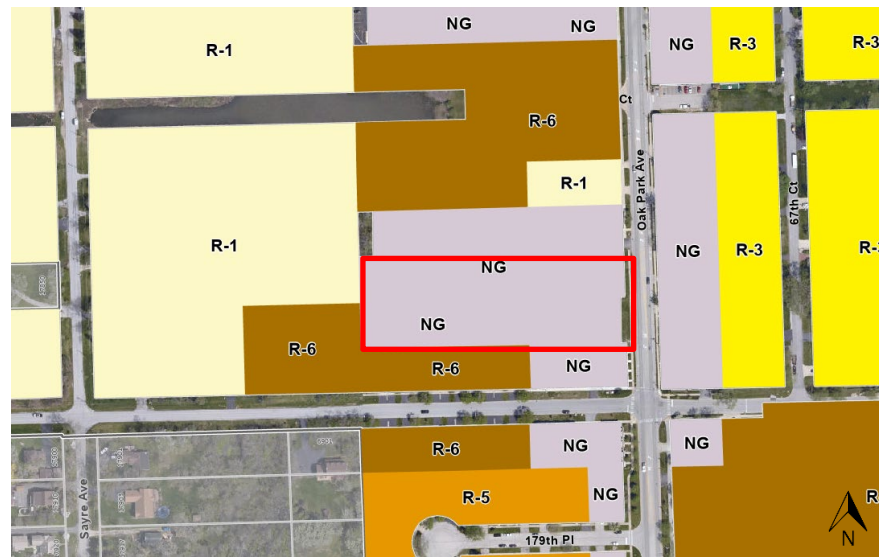 NG
NG
R-1
NG
R-3
R-3
Ct
R-6
R-1
Oak Park Ave
67th Ct
R-1
NG
NG
R-3
NG
R-6
R-6
NG
R-6
NG
NG
R-5
NG
Sayre Ave
179th Pl
N